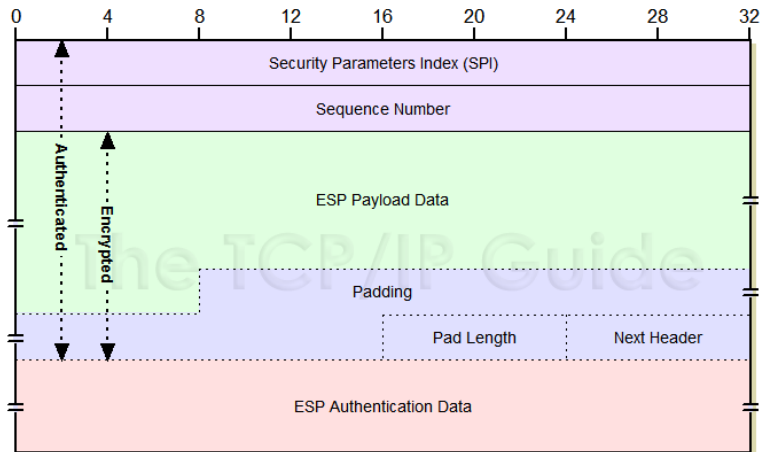 0 4 8 12 16 20 24 28 32
Security Parameters Index (SPI)
Sequence Number
Authenticated
Encrypted
ESP Payload Data
The TCP/IP Guide
Padding
Pad Length
Next Header
ESP Authentication Data